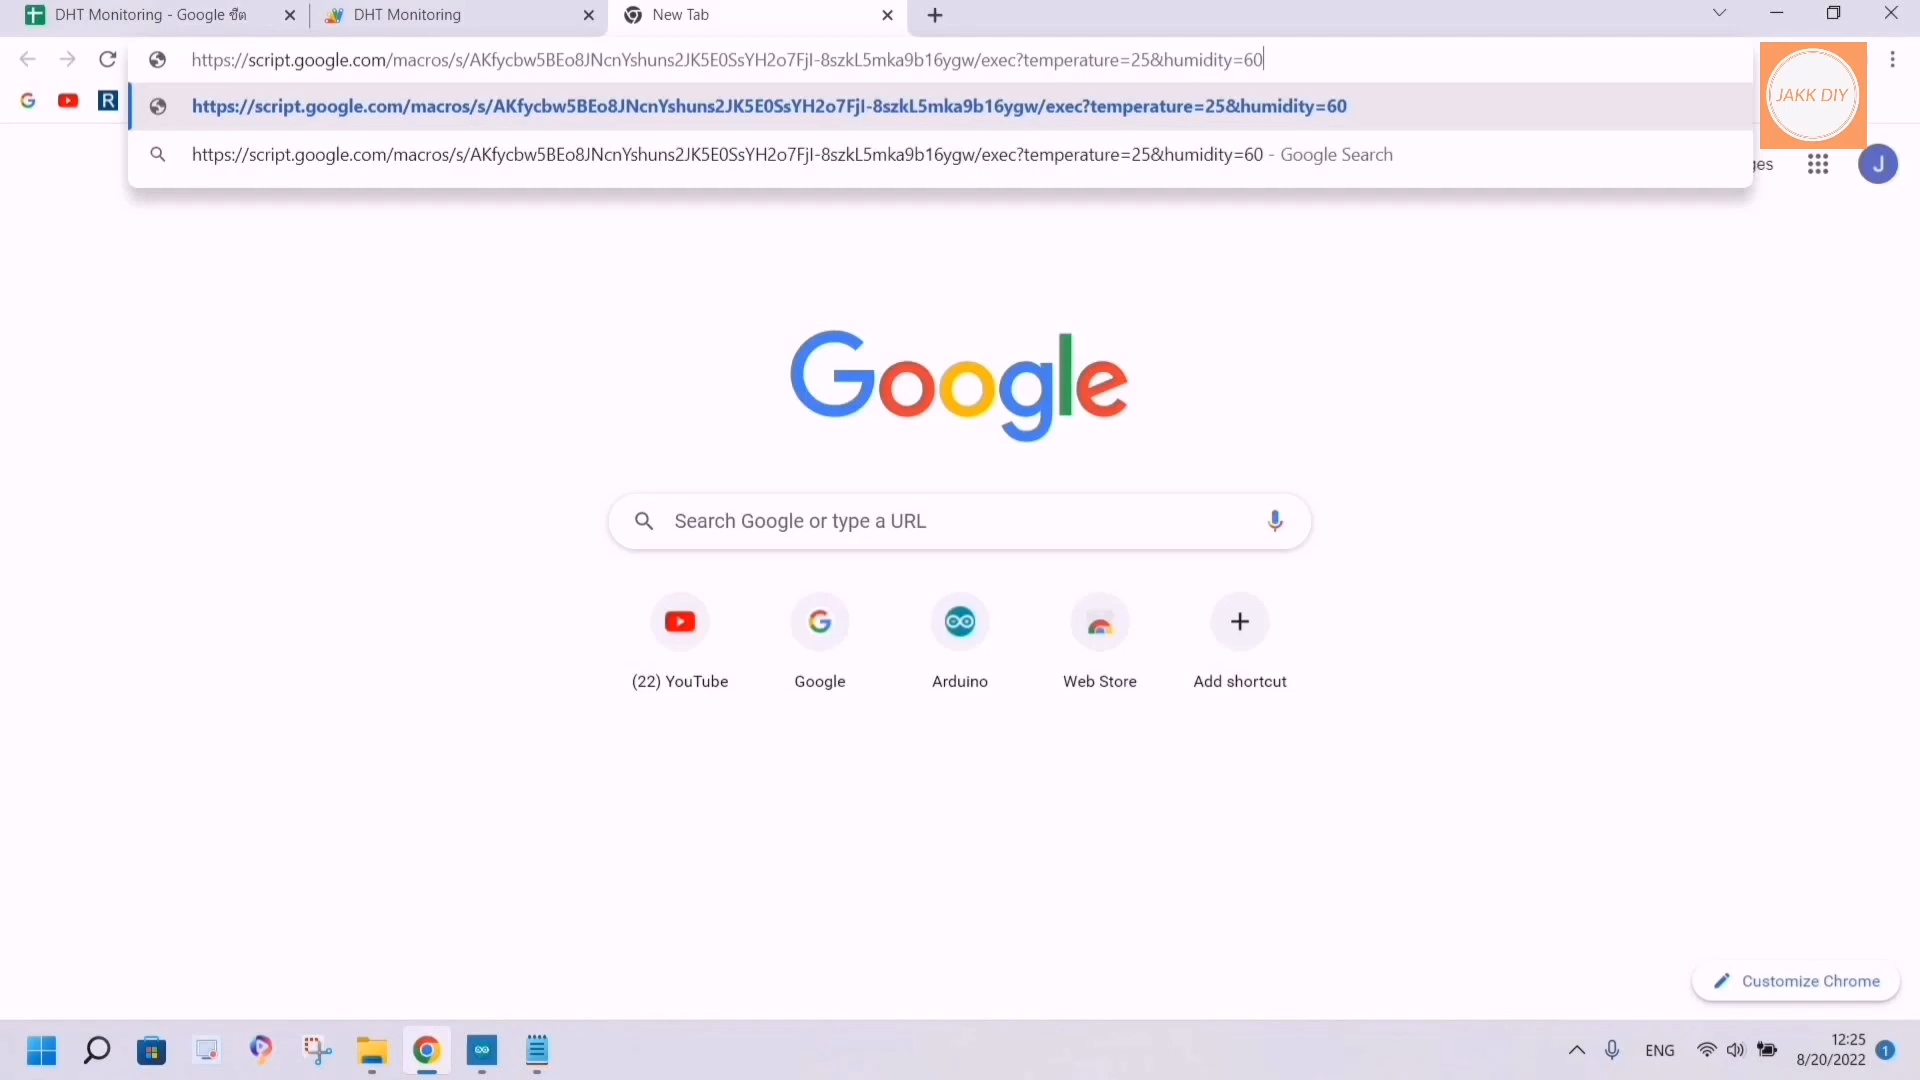 DHT Monitoring - Google ชีต
DHT Monitoring
New Tab
https://script.google.com/macros/s/AKfycbw5BEo8JNcnYshuns2JK5E0SsYH2o7FjI-8szkL5mka9b16ygw/exec?temperature=25&humidity=60
https://script.google.com/macros/s/AKfycbw5BEo8JNcnYshuns2JK5E0SsYH2o7FjI-8szkL5mka9b16ygw/exec?temperature=25&humidity=60
R
https://script.google.com/macros/s/AKfycbw5BEo8JNcnYshuns2JK5E0SsYH2o7FjI-8szkL5mka9b16ygw/exec?temperature=25&humidity=60 - Google Search
JAKK DIY
J
Google
Search Google or type a URL
(22) YouTube
Google
Arduino
Web Store
Add shortcut
Customize Chrome
ENG
12:25
8/20/2022
1